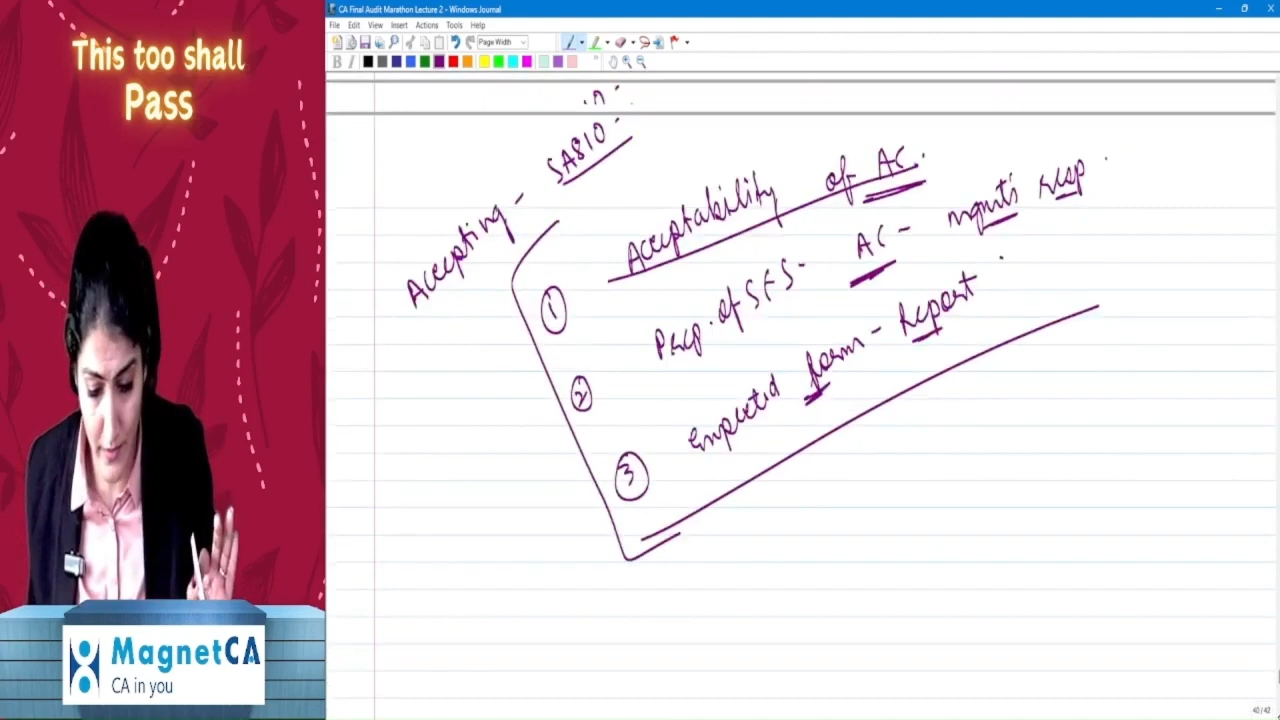 This too shall
Pass
CA Final Audit Marathon Lecture 2 - Windows Journal
File Edit View Insert Actions Tools Help
Page Width
B I
Accepting - SA810 -
① Acceptability of AC.
② Prep. of SFS - AC - mgmt's resp
③ Expected form - Report.
MagnetCA
CA in you
40 / 42